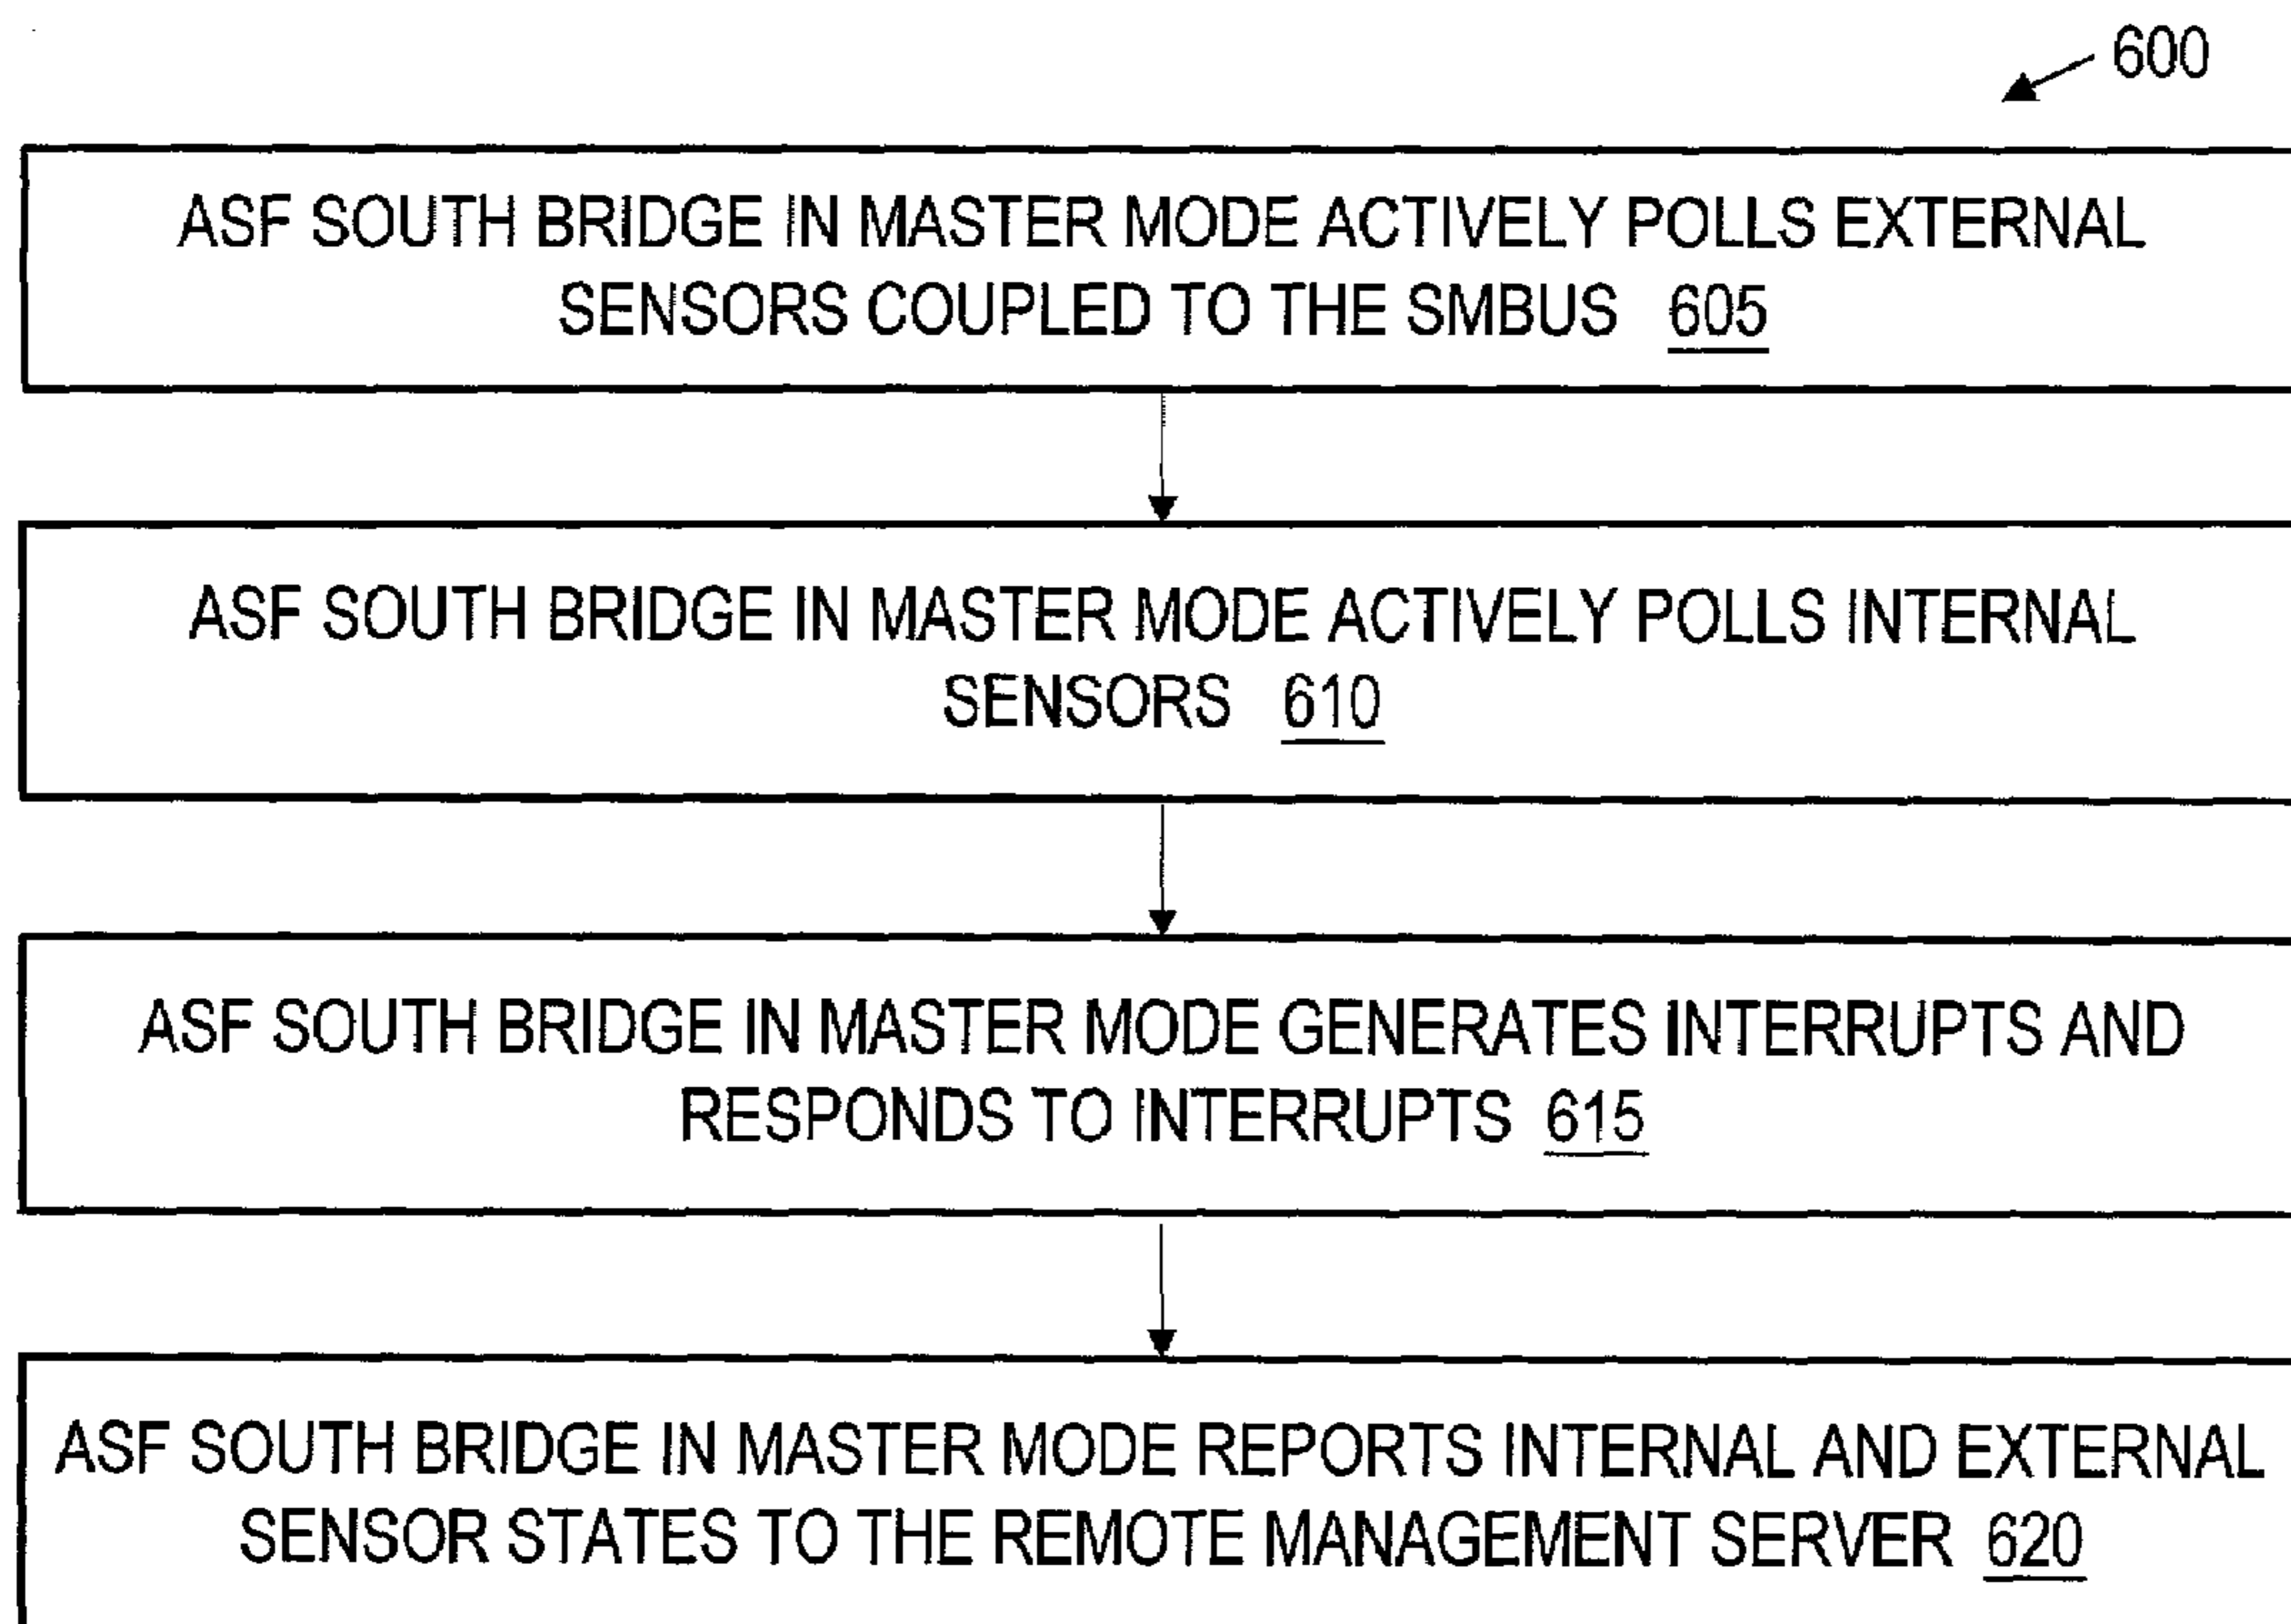 600
ASF SOUTH BRIDGE IN MASTER MODE ACTIVELY POLLS EXTERNAL
SENSORS COUPLED TO THE SMBUS 605
ASF SOUTH BRIDGE IN MASTER MODE ACTIVELY POLLS INTERNAL
SENSORS 610
ASF SOUTH BRIDGE IN MASTER MODE GENERATES INTERRUPTS AND
RESPONDS TO INTERRUPTS 615
ASF SOUTH BRIDGE IN MASTER MODE REPORTS INTERNAL AND EXTERNAL
SENSOR STATES TO THE REMOTE MANAGEMENT SERVER 620